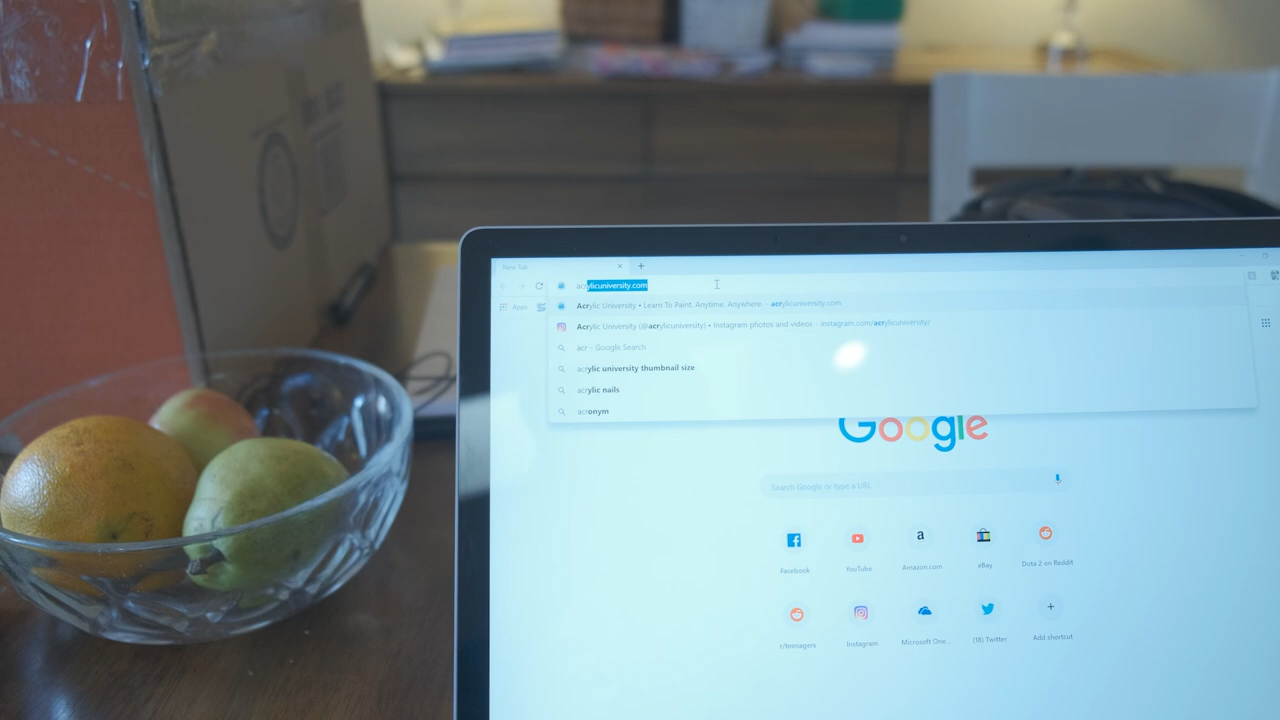 New Tab
acrylicuniversity.com
Apps
Acrylic University • Learn To Paint. Anytime. Anywhere. - acrylicuniversity.com
Acrylic University (@acrylicuniversity) • Instagram photos and videos - instagram.com/acrylicuniversity/
acr - Google Search
acrylic university thumbnail size
acrylic nails
acronym
Google
Search Google or type a URL
Facebook YouTube Amazon.com eBay Dota 2 on Reddit
r/teenagers Instagram Microsoft One... (18) Twitter Add shortcut